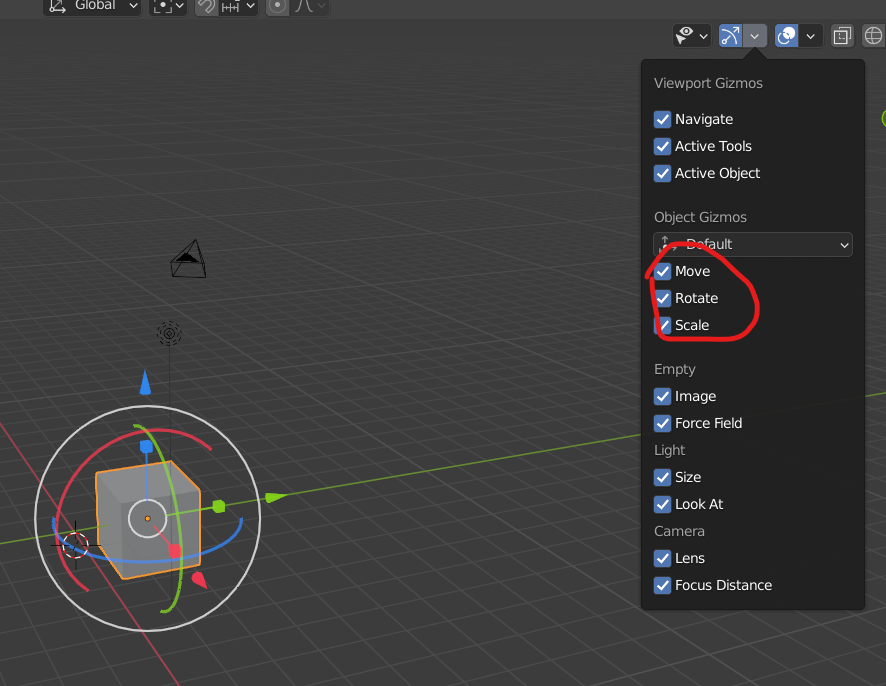 Global
Viewport Gizmos
Navigate
Active Tools
Active Object
Object Gizmos
Default
Move
Rotate
Scale
Empty
Image
Force Field
Light
Size
Look At
Camera
Lens
Focus Distance